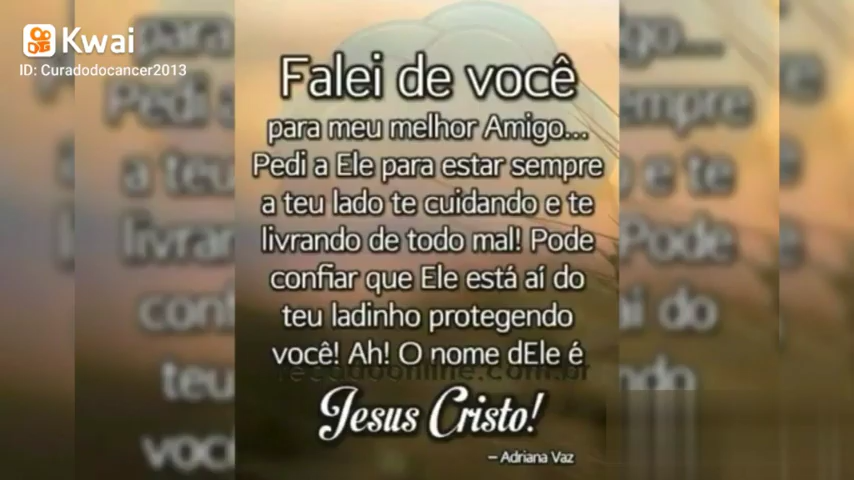 Kwai
ID: Curadodocancer2013
Falei de você
para meu melhor Amigo...
Pedi a Ele para estar sempre
a teu lado te cuidando e te
livrando de todo mal! Pode
confiar que Ele está aí do
teu ladinho protegendo
você! Ah! O nome dEle é
Jesus Cristo!
– Adriana Vaz